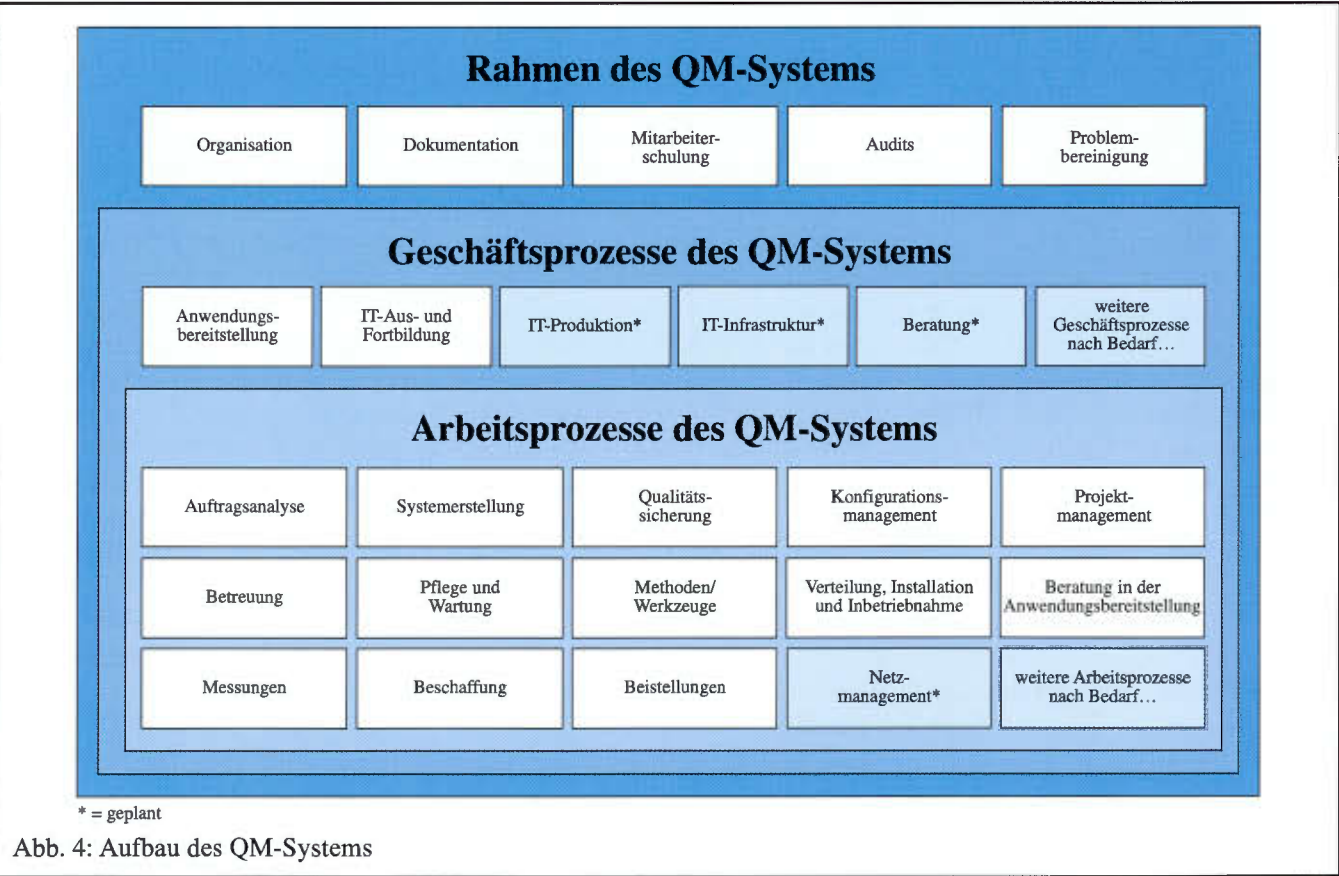 Rahmen des QM-Systems
Organisation
Dokumentation
Mitarbeiter-
schulung
Audits
Problem-
bereinigung
Geschäftsprozesse des QM-Systems
Anwendungs-
bereitstellung
IT-Aus- und
Fortbildung
IT-Produktion*
IT-Infrastruktur*
Beratung*
weitere
Geschäftsprozesse
nach Bedarf…
Arbeitsprozesse des QM-Systems
Auftragsanalyse
Systemerstellung
Qualitäts-
sicherung
Konfigurations-
management
Projekt-
management
Betreuung
Pflege und
Wartung
Methoden/
Werkzeuge
Verteilung, Installation
und Inbetriebnahme
Beratung in der
Anwendungsbereitstellung
Messungen
Beschaffung
Beistellungen
Netz-
management*
weitere Arbeitsprozesse
nach Bedarf…
* = geplant
Abb. 4: Aufbau des QM-Systems